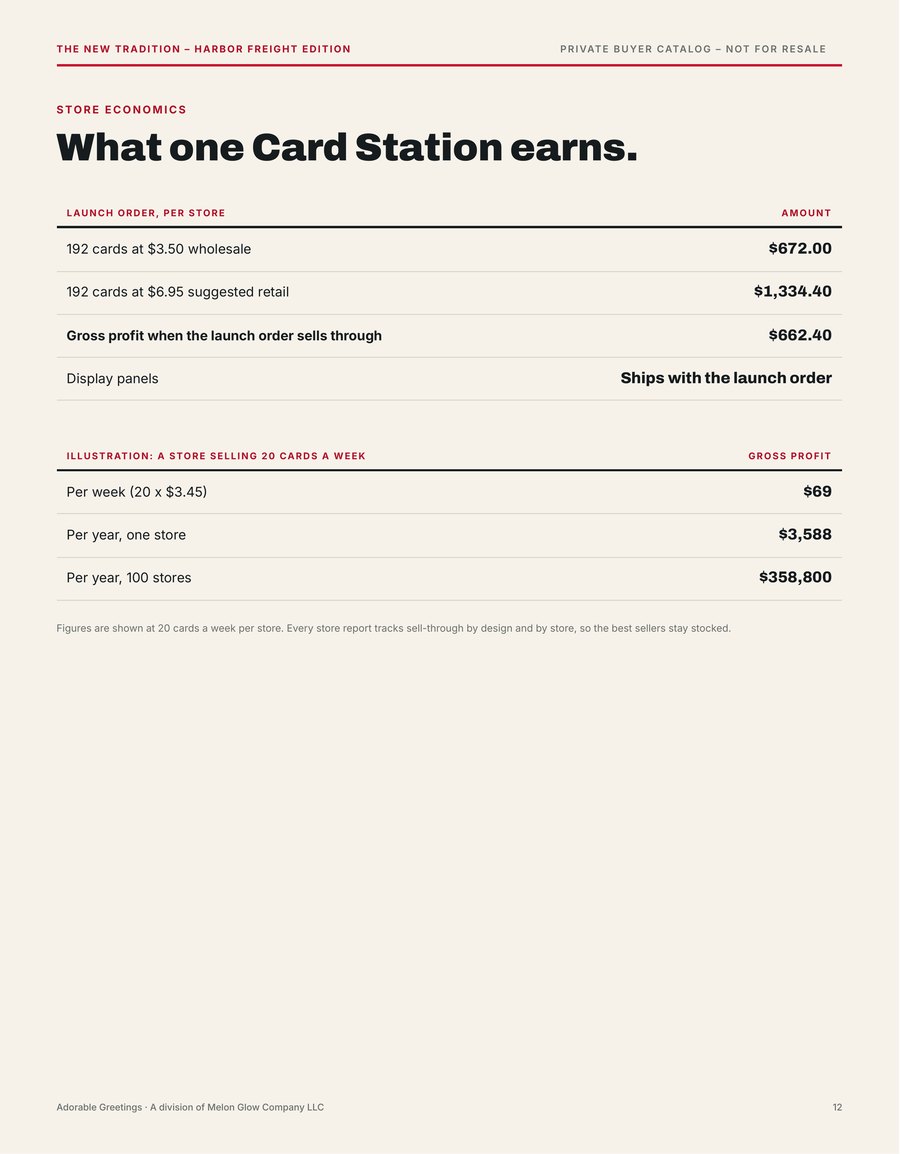 THE NEW TRADITION – HARBOR FREIGHT EDITION
PRIVATE BUYER CATALOG – NOT FOR RESALE
STORE ECONOMICS
What one Card Station earns.
LAUNCH ORDER, PER STORE AMOUNT
192 cards at $3.50 wholesale $672.00
192 cards at $6.95 suggested retail $1,334.40
Gross profit when the launch order sells through $662.40
Display panels Ships with the launch order
ILLUSTRATION: A STORE SELLING 20 CARDS A WEEK GROSS PROFIT
Per week (20 x $3.45) $69
Per year, one store $3,588
Per year, 100 stores $358,800
Figures are shown at 20 cards a week per store. Every store report tracks sell-through by design and by store, so the best sellers stay stocked.
Adorable Greetings · A division of Melon Glow Company LLC 12